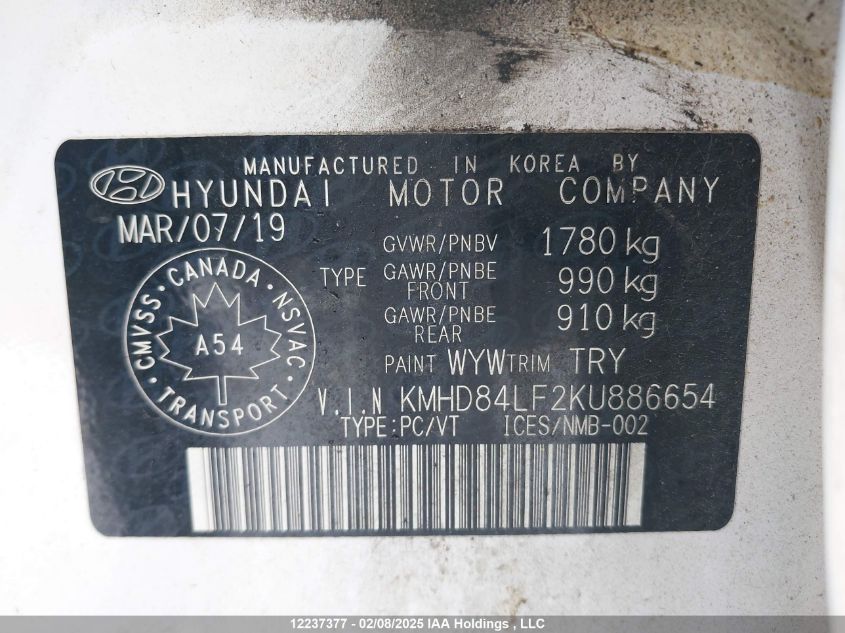 MANUFACTURED IN KOREA BY
HYUNDAI MOTOR COMPANY
MAR/07/19
GVWR/PNBV 1780 kg
TYPE GAWR/PNBE FRONT 990 kg
GAWR/PNBE REAR 910 kg
PAINT WYW TRIM TRY
V.I.N KMHD84LF2KU886654
TYPE:PC/VT ICES/NMB-002
CMVSS · CANADA · NSVAC
A54
TRANSPORT
12237377 - 02/08/2025 IAA Holdings , LLC